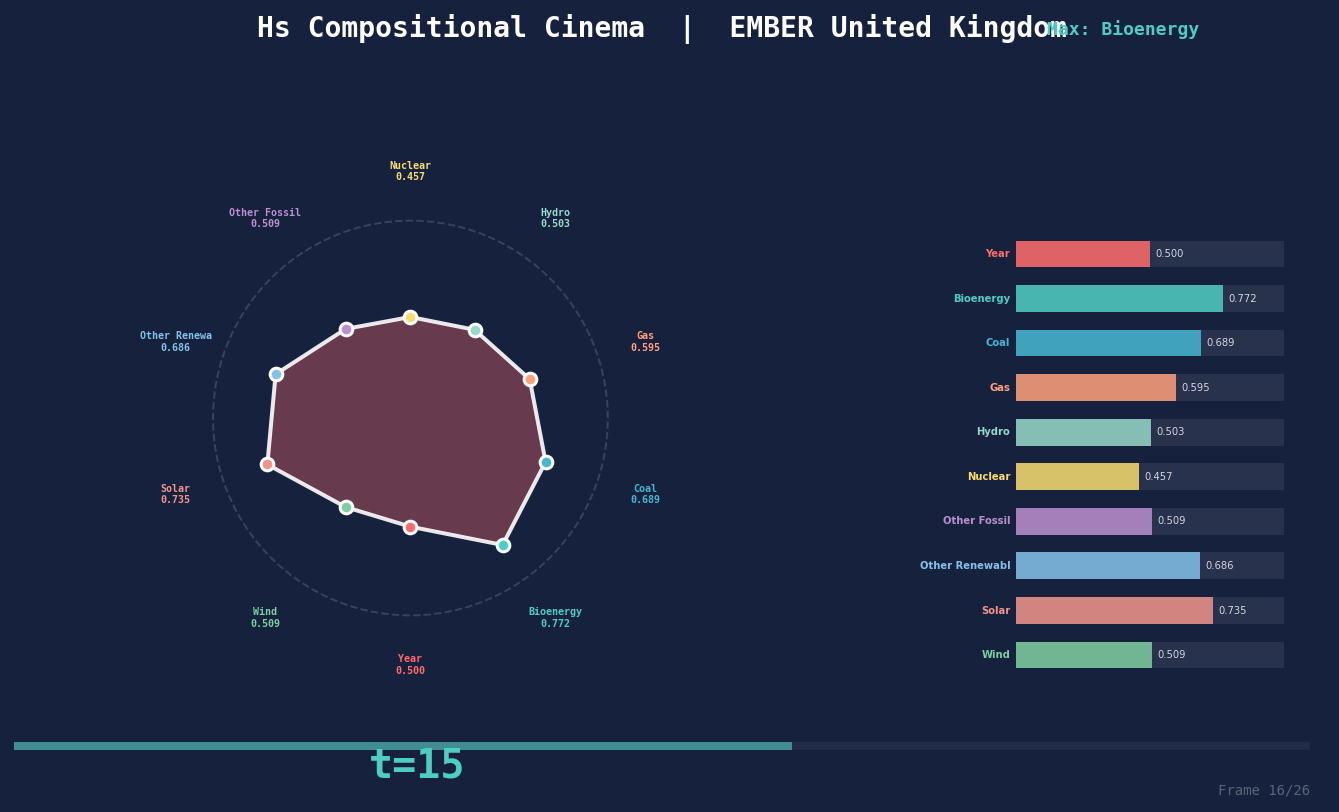 Hs Compositional Cinema | EMBER United Kingdom
Max: Bioenergy
Nuclear
0.457
Other Fossil
0.509
Hydro
0.503
Other Renewa
0.686
Gas
0.595
Solar
0.735
Coal
0.689
Wind
0.509
Bioenergy
0.772
Year
0.500
Year 0.500
Bioenergy 0.772
Coal 0.689
Gas 0.595
Hydro 0.503
Nuclear 0.457
Other Fossil 0.509
Other Renewabl 0.686
Solar 0.735
Wind 0.509
t=15
Frame 16/26